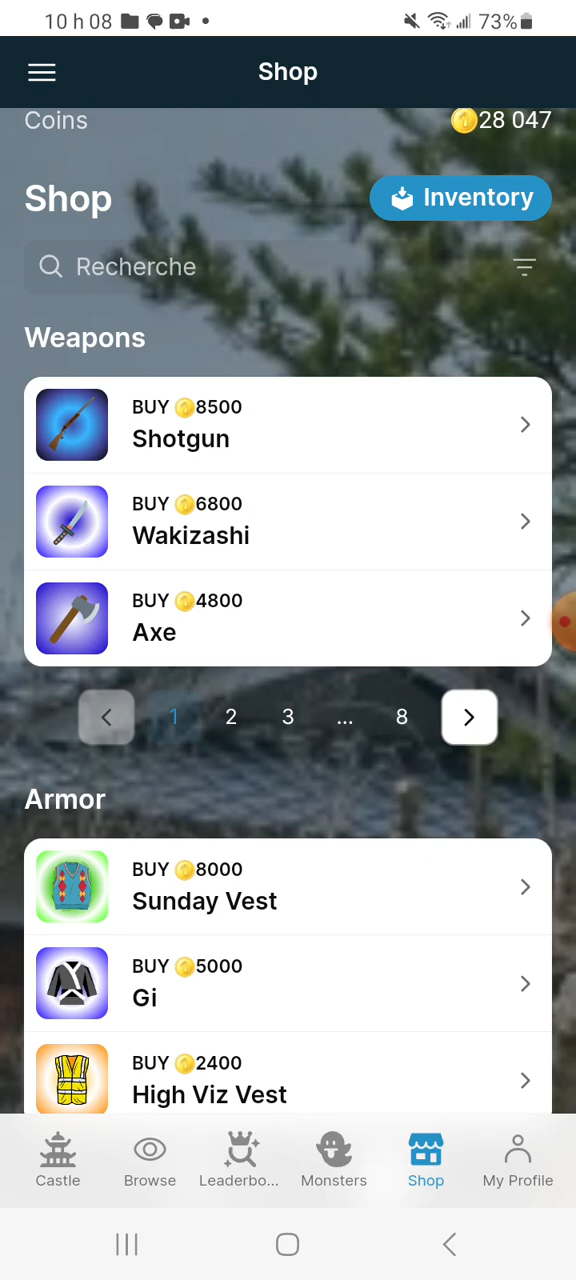 10 h 08
73%
Shop
Coins
28 047
Shop
Inventory
Recherche
Weapons
BUY 8500
Shotgun
BUY 6800
Wakizashi
BUY 4800
Axe
1 2 3 ... 8
Armor
BUY 8000
Sunday Vest
BUY 5000
Gi
BUY 2400
High Viz Vest
Castle
Browse
Leaderbo...
Monsters
Shop
My Profile